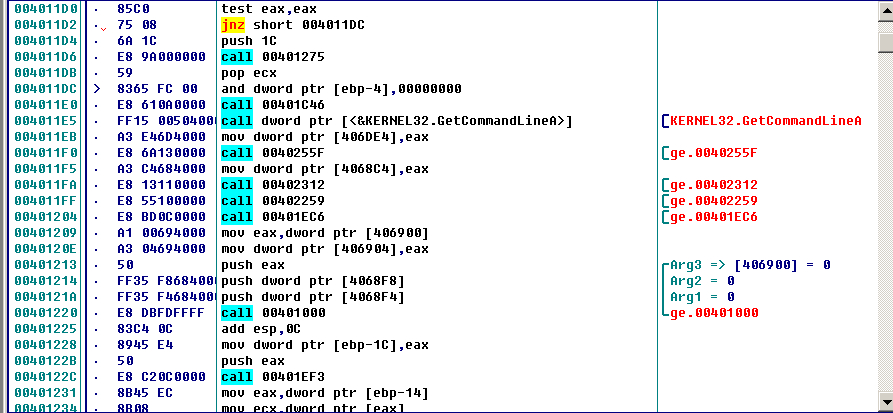 004011D0 . 85C0 test eax,eax
004011D2 . 75 08 jnz short 004011DC
004011D4 . 6A 1C push 1C
004011D6 . E8 9A000000 call 00401275
004011DB . 59 pop ecx
004011DC > 8365 FC 00 and dword ptr [ebp-4],00000000
004011E0 . E8 610A0000 call 00401C46
004011E5 . FF15 00504000 call dword ptr [<&KERNEL32.GetCommandLineA>] KERNEL32.GetCommandLineA
004011EB . A3 E46D4000 mov dword ptr [406DE4],eax
004011F0 . E8 6A130000 call 0040255F ge.0040255F
004011F5 . A3 C4684000 mov dword ptr [4068C4],eax
004011FA . E8 13110000 call 00402312 ge.00402312
004011FF . E8 55100000 call 00402259 ge.00402259
00401204 . E8 BD0C0000 call 00401EC6 ge.00401EC6
00401209 . A1 00694000 mov eax,dword ptr [406900]
0040120E . A3 04694000 mov dword ptr [406904],eax
00401213 . 50 push eax Arg3 => [406900] = 0
00401214 . FF35 F8684000 push dword ptr [4068F8] Arg2 = 0
0040121A . FF35 F4684000 push dword ptr [4068F4] Arg1 = 0
00401220 . E8 DBFDFFFF call 00401000 ge.00401000
00401225 . 83C4 0C add esp,0C
00401228 . 8945 E4 mov dword ptr [ebp-1C],eax
0040122B . 50 push eax
0040122C . E8 C20C0000 call 00401EF3
00401231 . 8B45 EC mov eax,dword ptr [ebp-14]
00401234 . 8B08 mov ecx,dword ptr [eax]